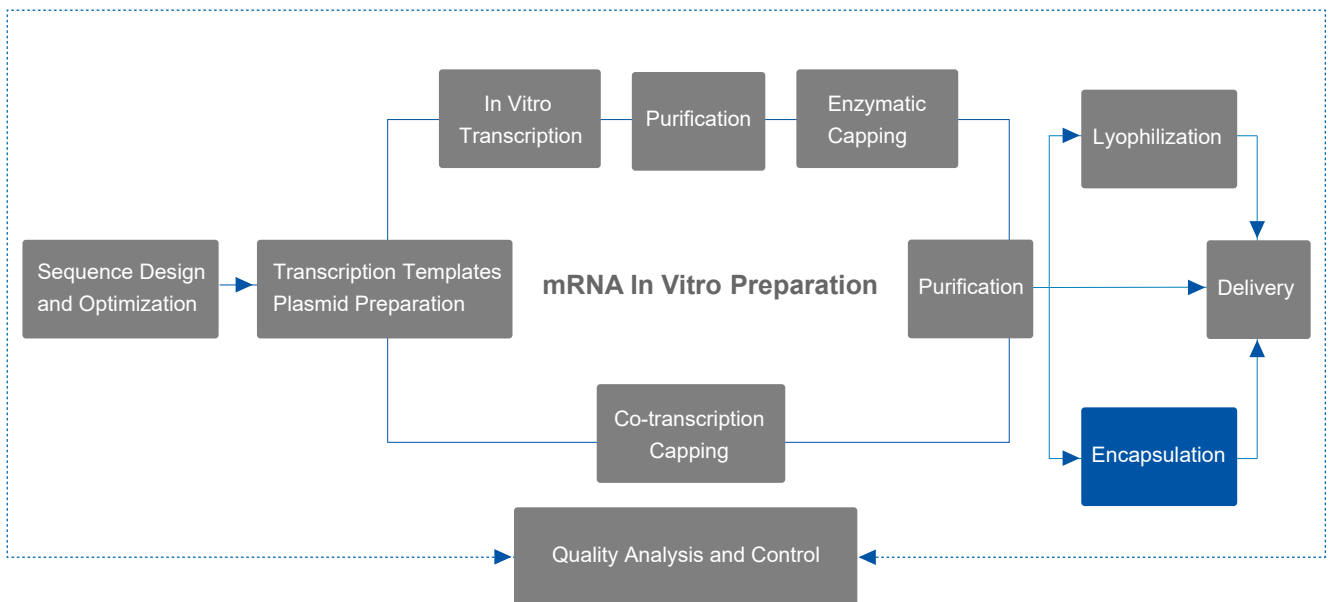 In Vitro
Transcription
Purification
Enzymatic
Capping
Lyophilization
Sequence Design
and Optimization
Transcription Templates
Plasmid Preparation
mRNA In Vitro Preparation
Purification
Delivery
Co-transcription
Capping
Encapsulation
Quality Analysis and Control